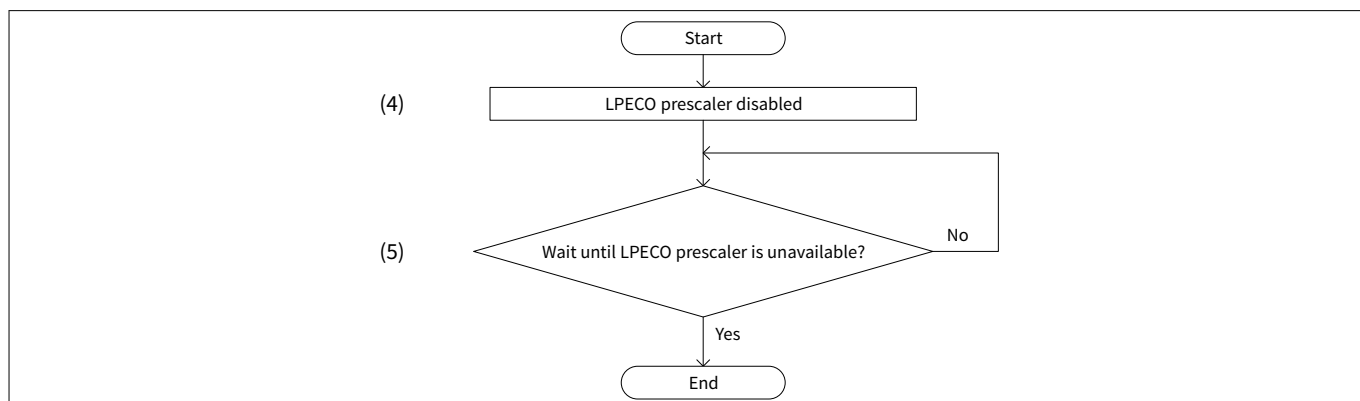 Start
(4)
LPECO prescaler disabled
(5)
Wait until LPECO prescaler is unavailable?
No
Yes
End